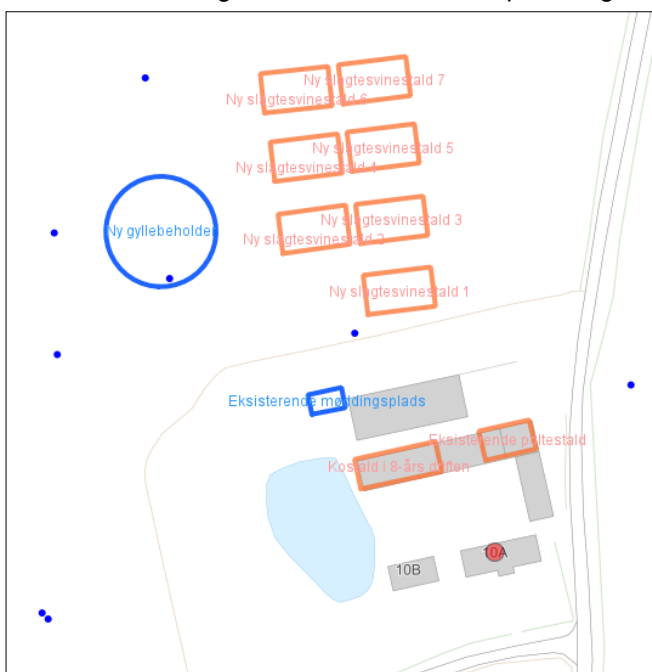 Ny slagtesvinestald 7
Ny slagtesvinestald 6
Ny slagtesvinestald 5
Ny slagtesvinestald 4
Ny slagtesvinestald 3
Ny gyllebeholder
Ny slagtesvinestald 2
Ny slagtesvinestald 1
Eksisterende møddingsplads
Eksisterende poltestald
Kostald i 8-års driften
10A
10B